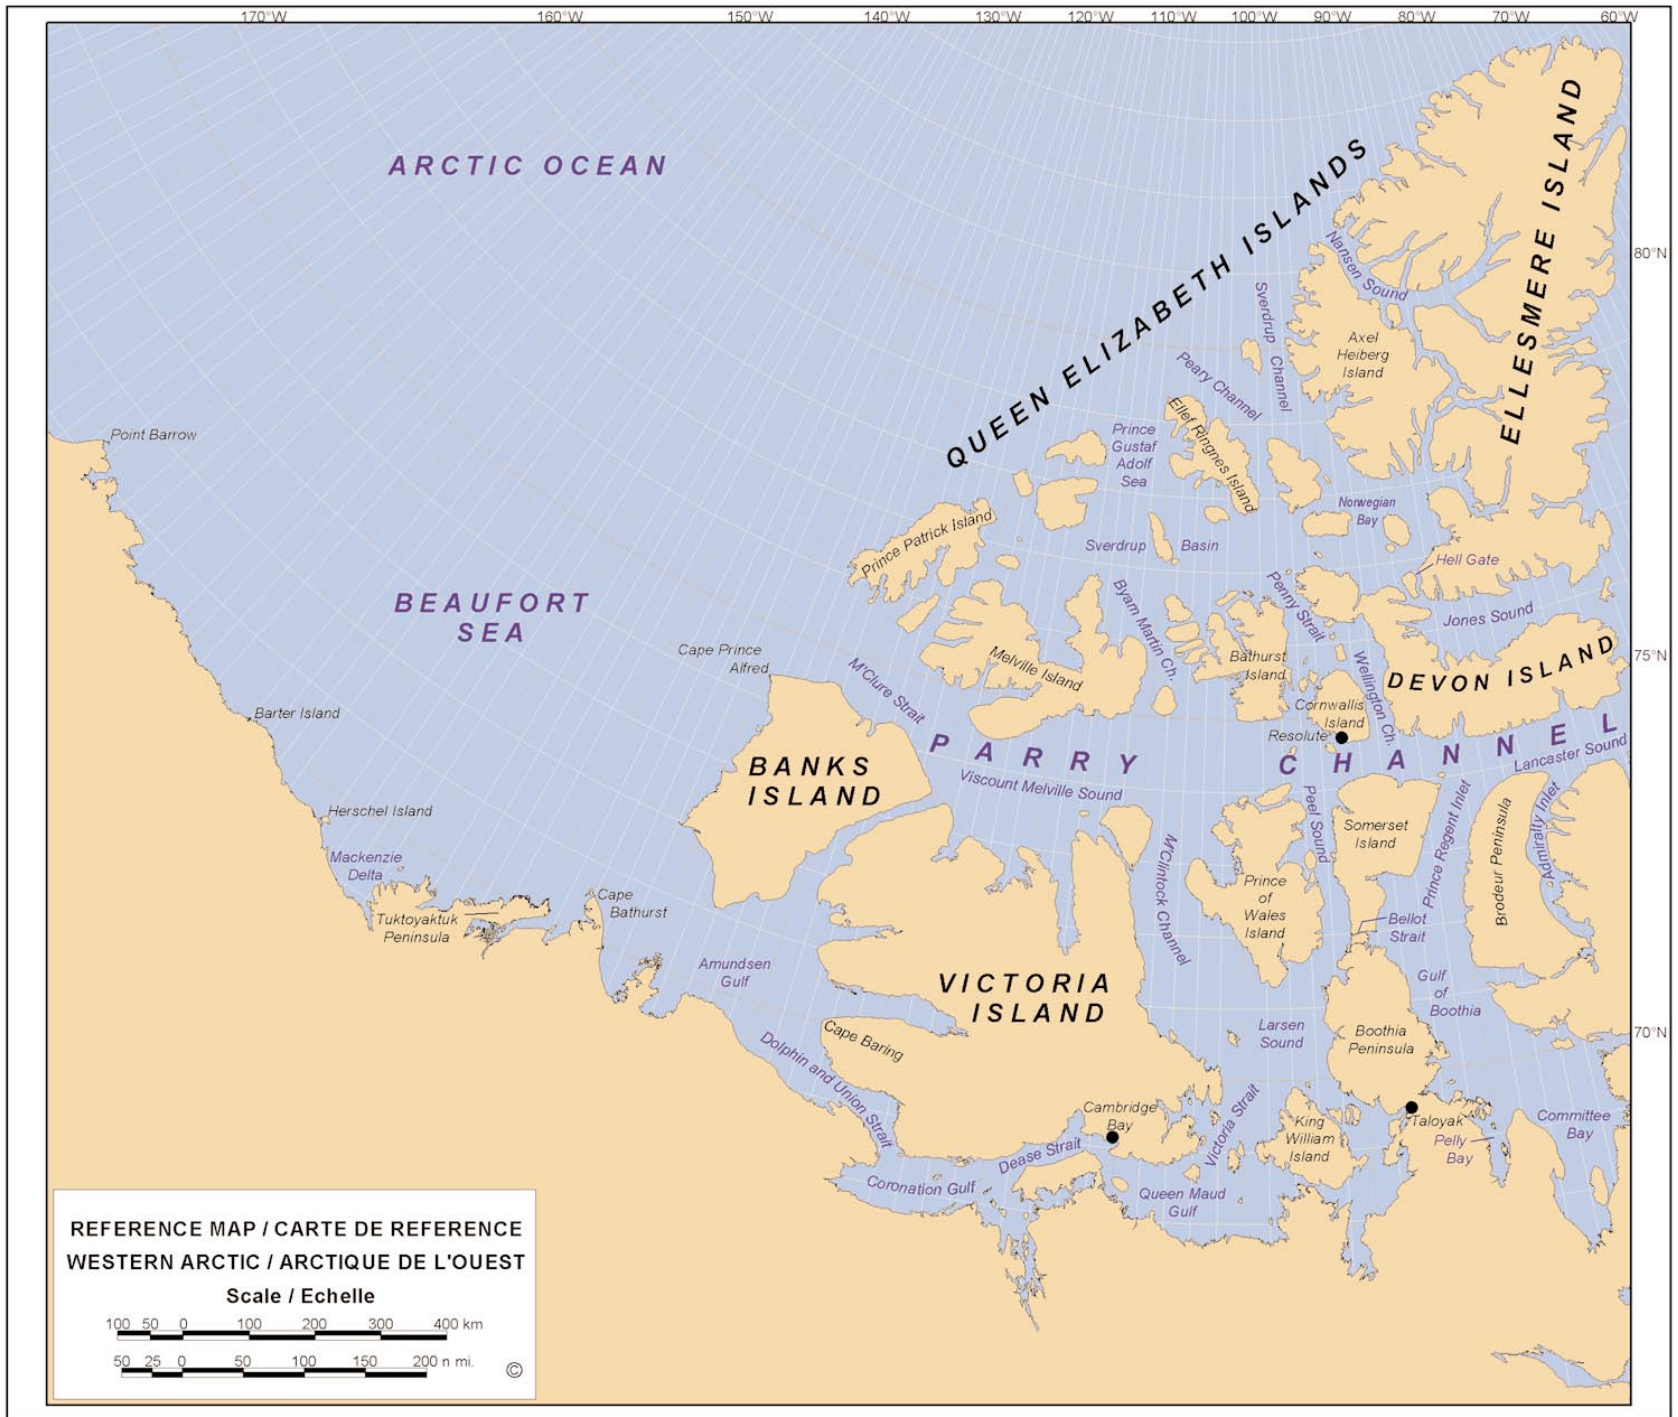 170°W 160°W 150°W 140°W 130°W 120°W 110°W 100°W 90°W 80°W 70°W 60°W
ARCTIC OCEAN
QUEEN ELIZABETH ISLANDS
ELLESMERE ISLAND
Nansen Sound
80°N
Sverdrup Channel
Axel
Heiberg
Island
Peary Channel
Ellef Ringnes Island
Prince
Gustaf
Adolf
Sea
Point Barrow
Norwegian
Bay
Prince Patrick Island
Sverdrup Basin
Hell Gate
BEAUFORT
SEA
Byam Martin Ch.
Penny Strait
Jones Sound
Cape Prince
Alfred
M'Clure Strait
Melville Island
Bathurst
Island
Wellington Ch.
DEVON ISLAND
75°N
Cornwallis
Island
Resolute
Barter Island
PARRY CHANNEL
Lancaster Sound
BANKS
ISLAND
Viscount Melville Sound
Peel Sound
Somerset
Island
Prince Regent Inlet
Brodeur Peninsula
Admiralty Inlet
Herschel Island
Mackenzie
Delta
M'Clintock Channel
Prince
of
Wales
Island
Cape
Bathurst
Tuktoyaktuk
Peninsula
Bellot
Strait
Amundsen
Gulf
VICTORIA
ISLAND
Gulf
of
Boothia
Larsen
Sound
Boothia
Peninsula
70°N
Cape Baring
Dolphin and Union Strait
Victoria Strait
Cambridge
Bay
King
William
Island
Taloyak
Committee
Bay
Pelly
Bay
Dease Strait
Coronation Gulf
Queen Maud
Gulf
REFERENCE MAP / CARTE DE REFERENCE
WESTERN ARCTIC / ARCTIQUE DE L'OUEST
Scale / Echelle
100 50 0 100 200 300 400 km
50 25 0 50 100 150 200 n mi.
©